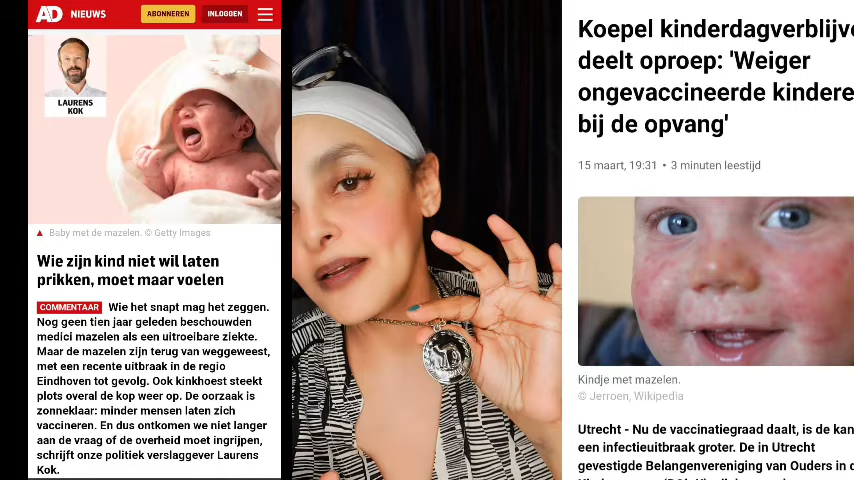 AD NIEUWS
ABONNEREN
INLOGGEN
LAURENS
KOK
Baby met de mazelen. © Getty Images
Wie zijn kind niet wil laten
prikken, moet maar voelen
COMMENTAAR Wie het snapt mag het zeggen.
Nog geen tien jaar geleden beschouwden
medici mazelen als een uitroeibare ziekte.
Maar de mazelen zijn terug van weggeweest,
met een recente uitbraak in de regio
Eindhoven tot gevolg. Ook kinkhoest steekt
plots overal de kop weer op. De oorzaak is
zonneklaar: minder mensen laten zich
vaccineren. En dus ontkomen we niet langer
aan de vraag of de overheid moet ingrijpen,
schrijft onze politiek verslaggever Laurens
Kok.
Koepel kinderdagverblijve
deelt oproep: 'Weiger
ongevaccineerde kindere
bij de opvang'
15 maart, 19:31 • 3 minuten leestijd
Kindje met mazelen.
© Jerroen, Wikipedia
Utrecht - Nu de vaccinatiegraad daalt, is de kan
een infectieuitbraak groter. De in Utrecht
gevestigde Belangenvereniging van Ouders in d